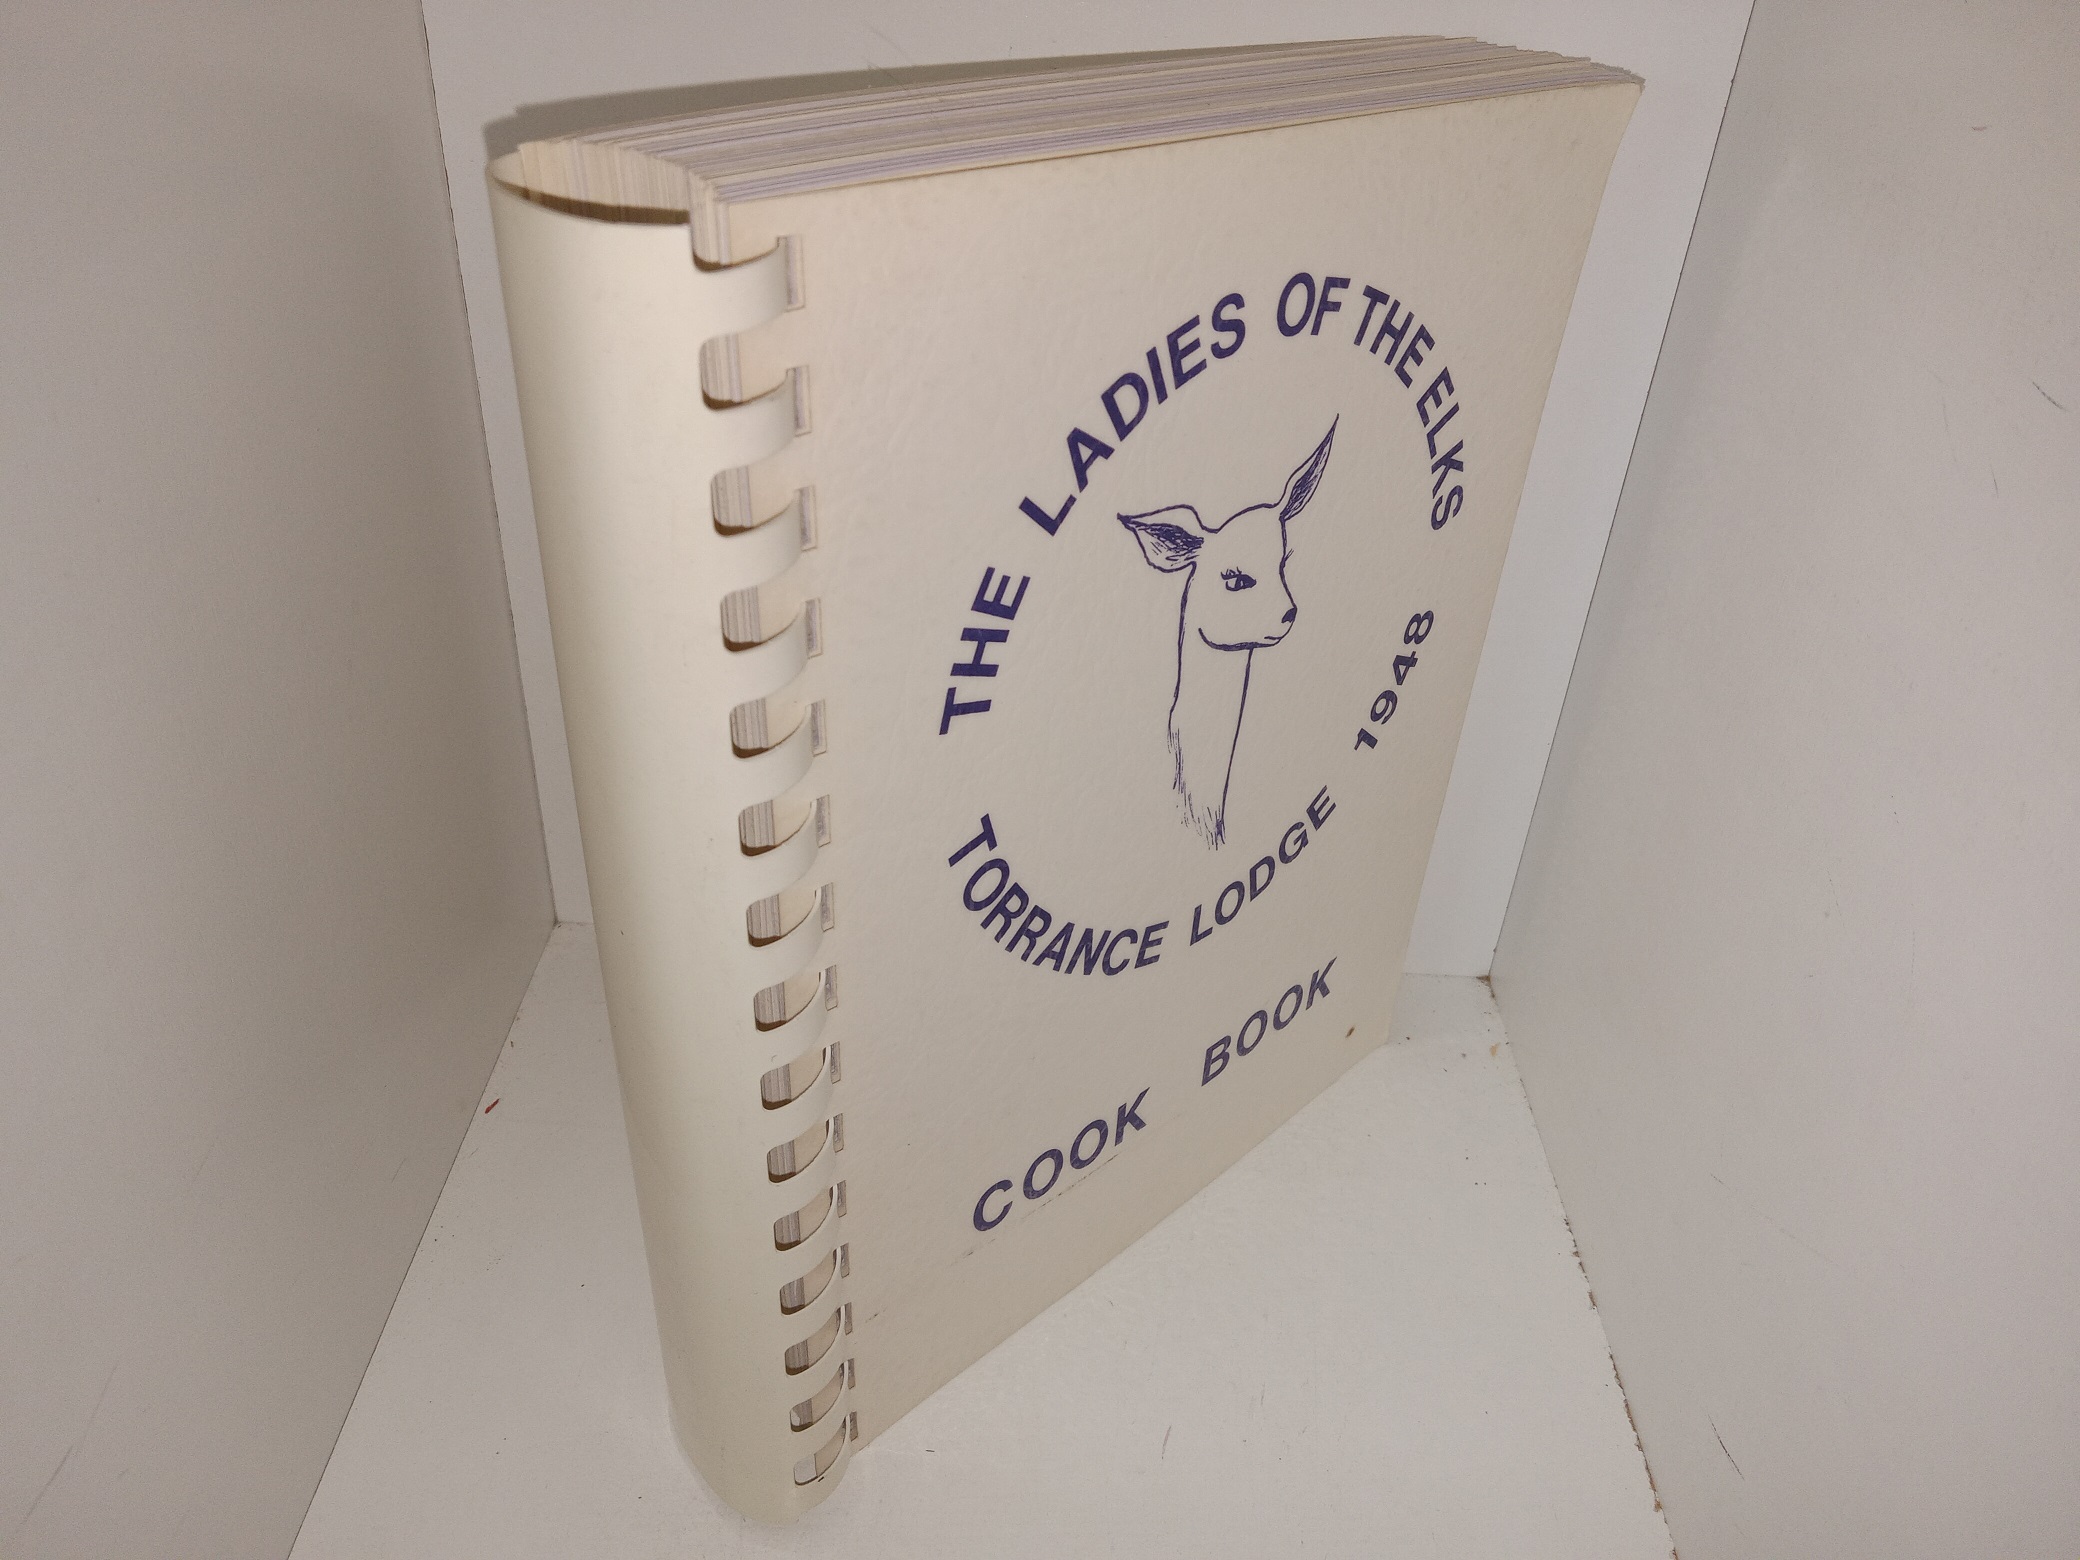 THE LADIES OF THE ELKS
TORRANCE LODGE 1948
COOK BOOK